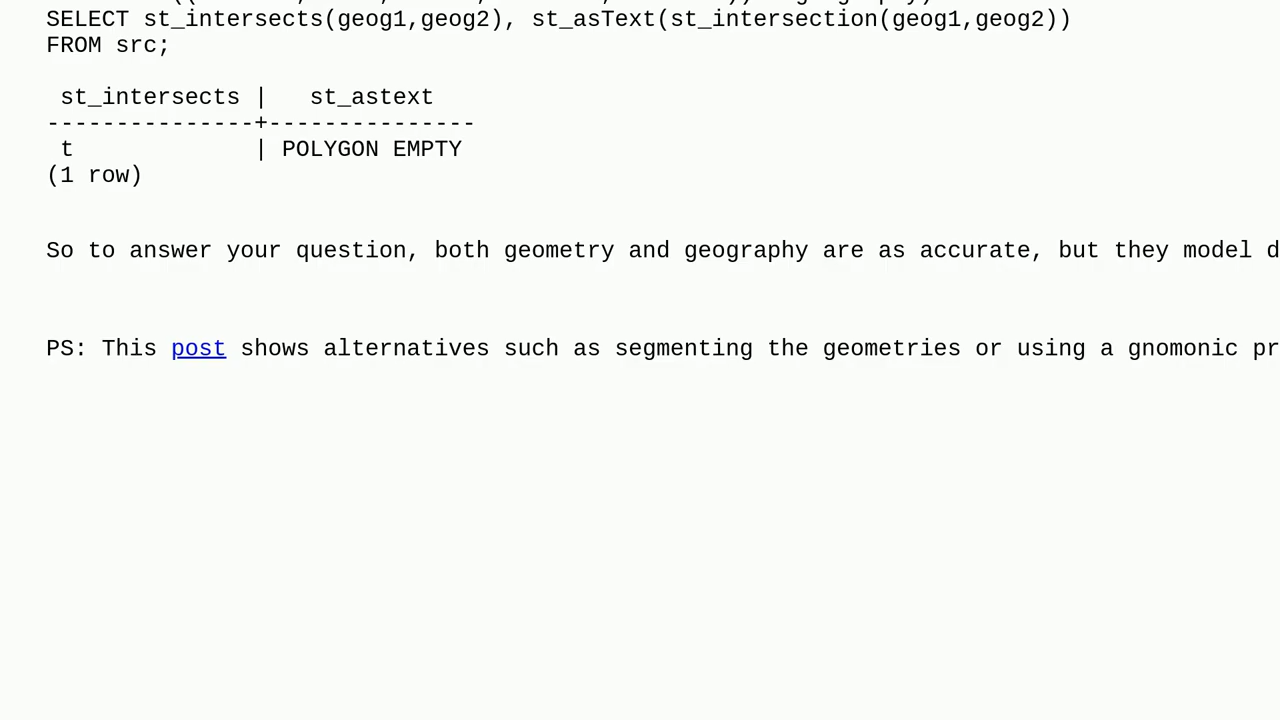 SELECT st_intersects(geog1,geog2), st_asText(st_intersection(geog1,geog2))
FROM src;
st_intersects | st_astext
---------------+---------------
t | POLYGON EMPTY
(1 row)
So to answer your question, both geometry and geography are as accurate, but they model
PS: This post shows alternatives such as segmenting the geometries or using a gnomonic